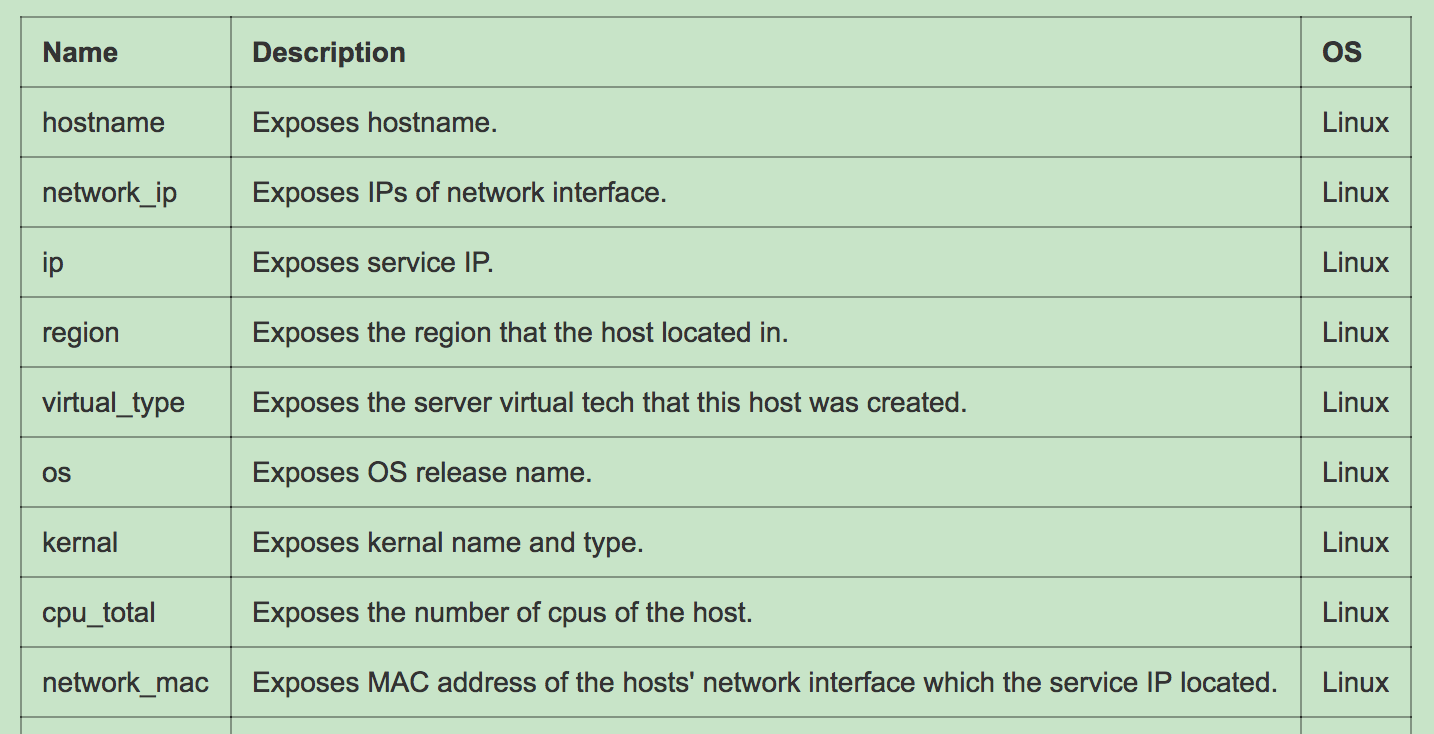 Name Description OS
hostname Exposes hostname. Linux
network_ip Exposes IPs of network interface. Linux
ip Exposes service IP. Linux
region Exposes the region that the host located in. Linux
virtual_type Exposes the server virtual tech that this host was created. Linux
os Exposes OS release name. Linux
kernal Exposes kernal name and type. Linux
cpu_total Exposes the number of cpus of the host. Linux
network_mac Exposes MAC address of the hosts' network interface which the service IP located. Linux